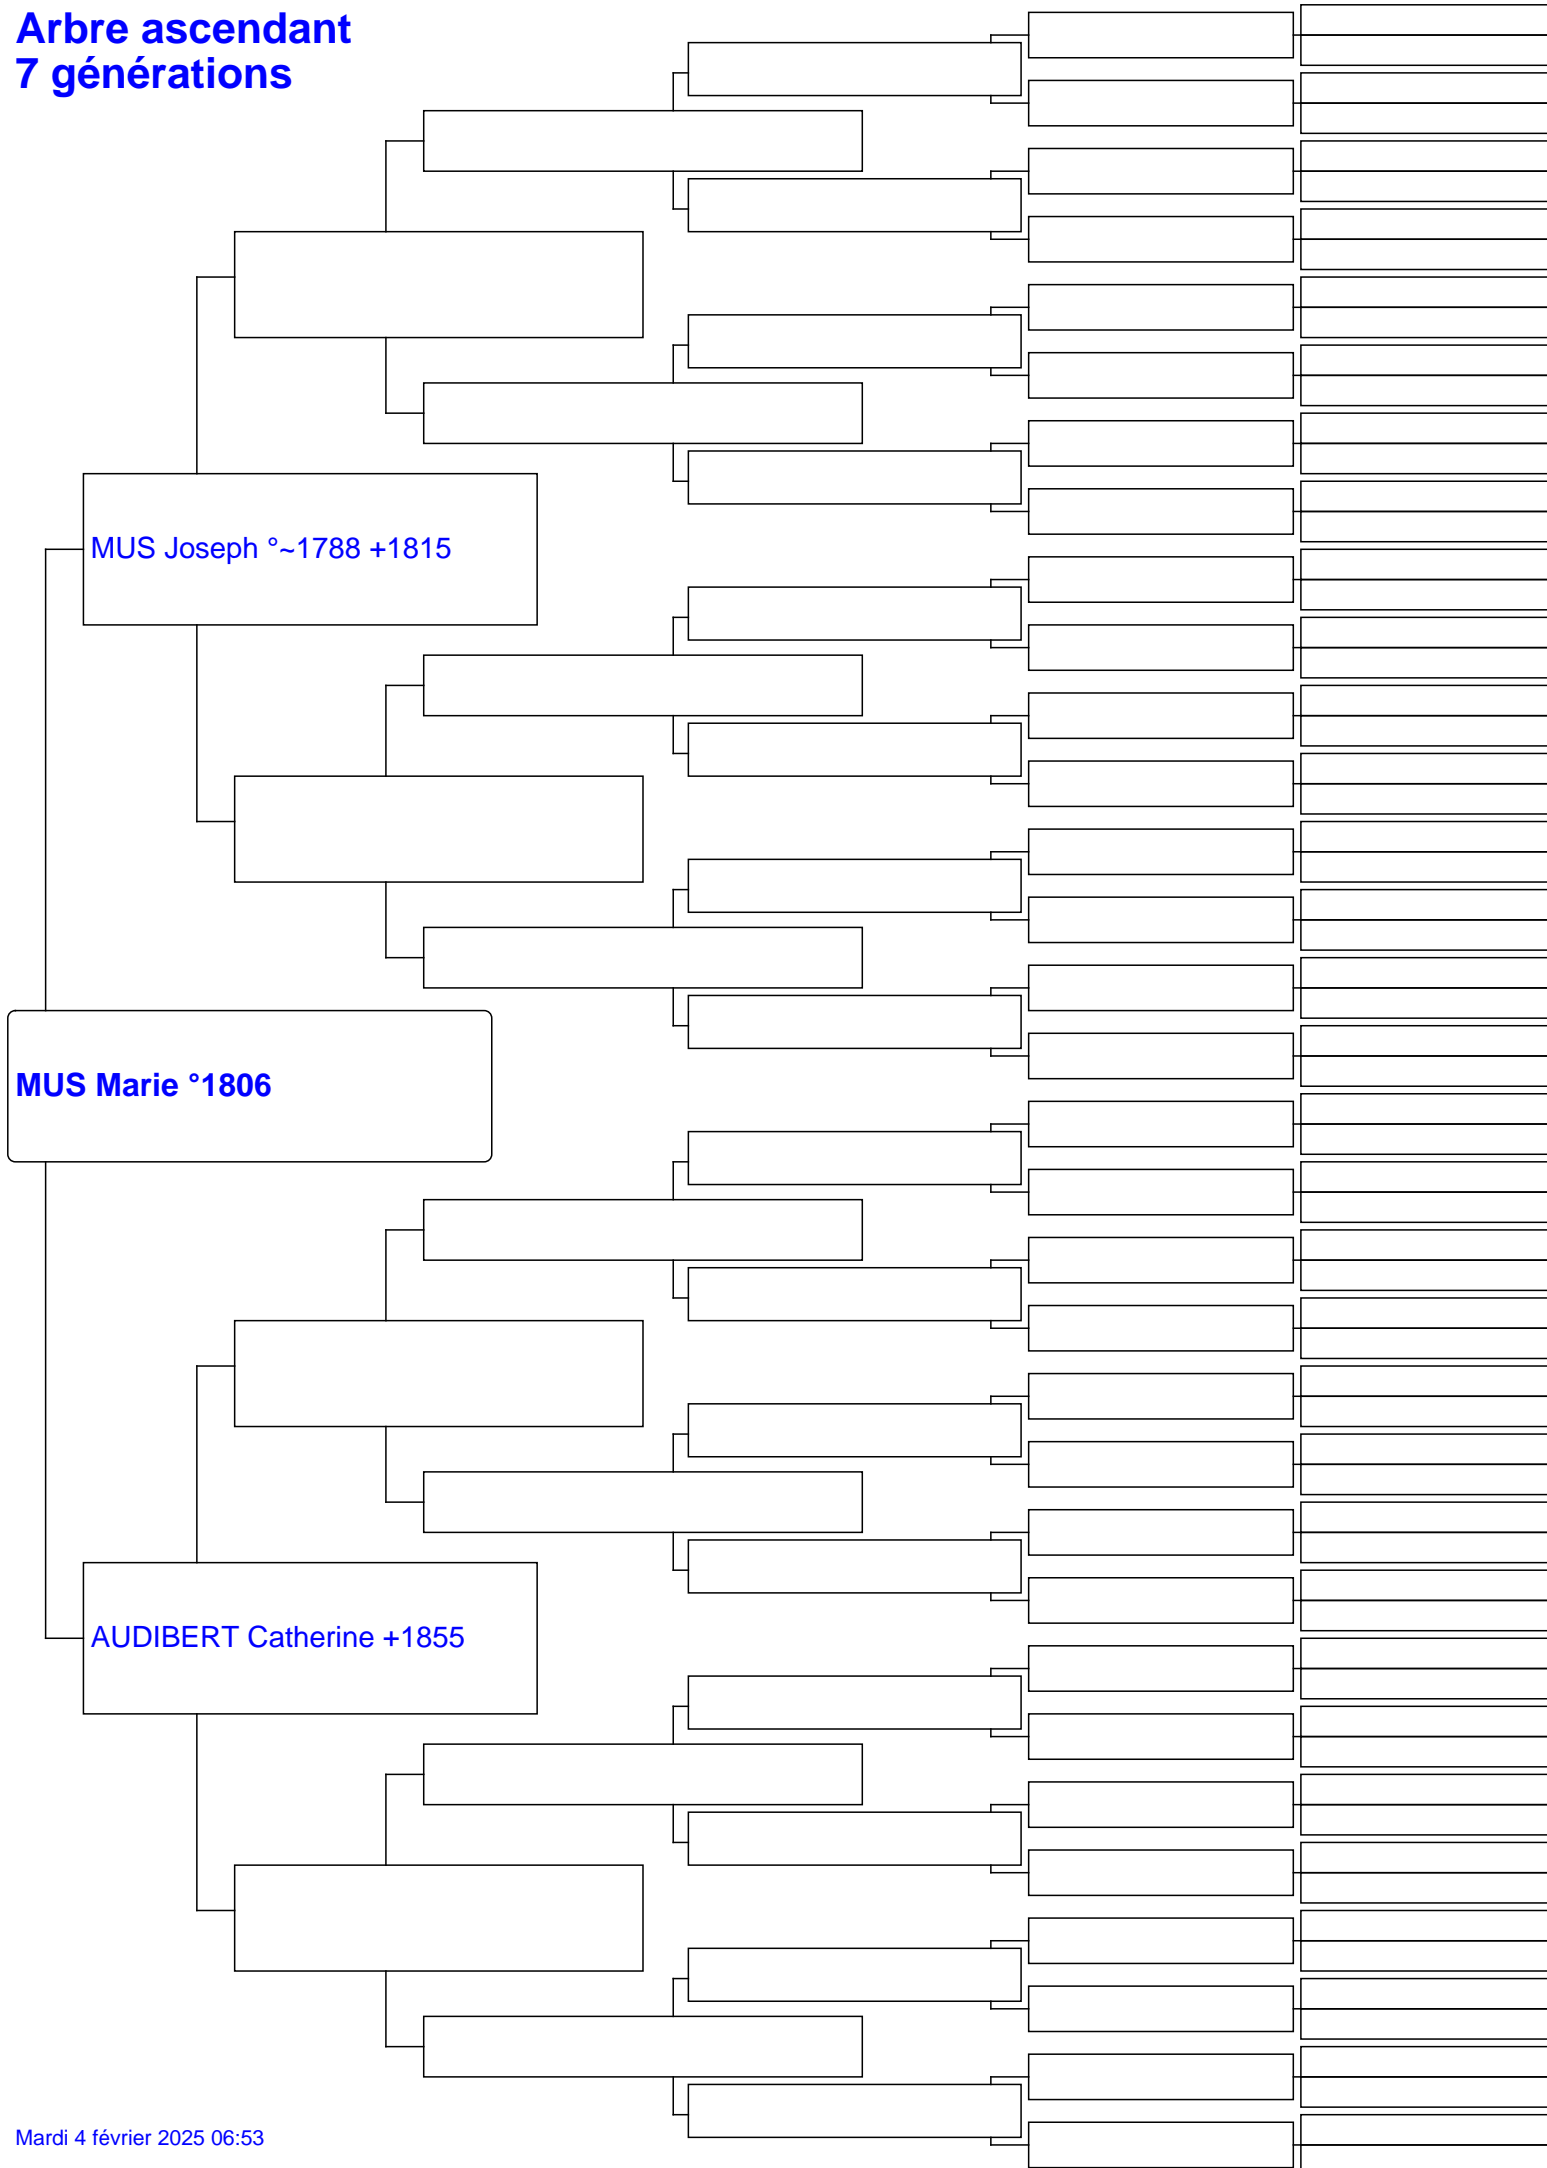 Arbre ascendant
7 générations
MUS Joseph °~1788 +1815
MUS Marie °1806
AUDIBERT Catherine +1855
Mardi 4 février 2025 06:53